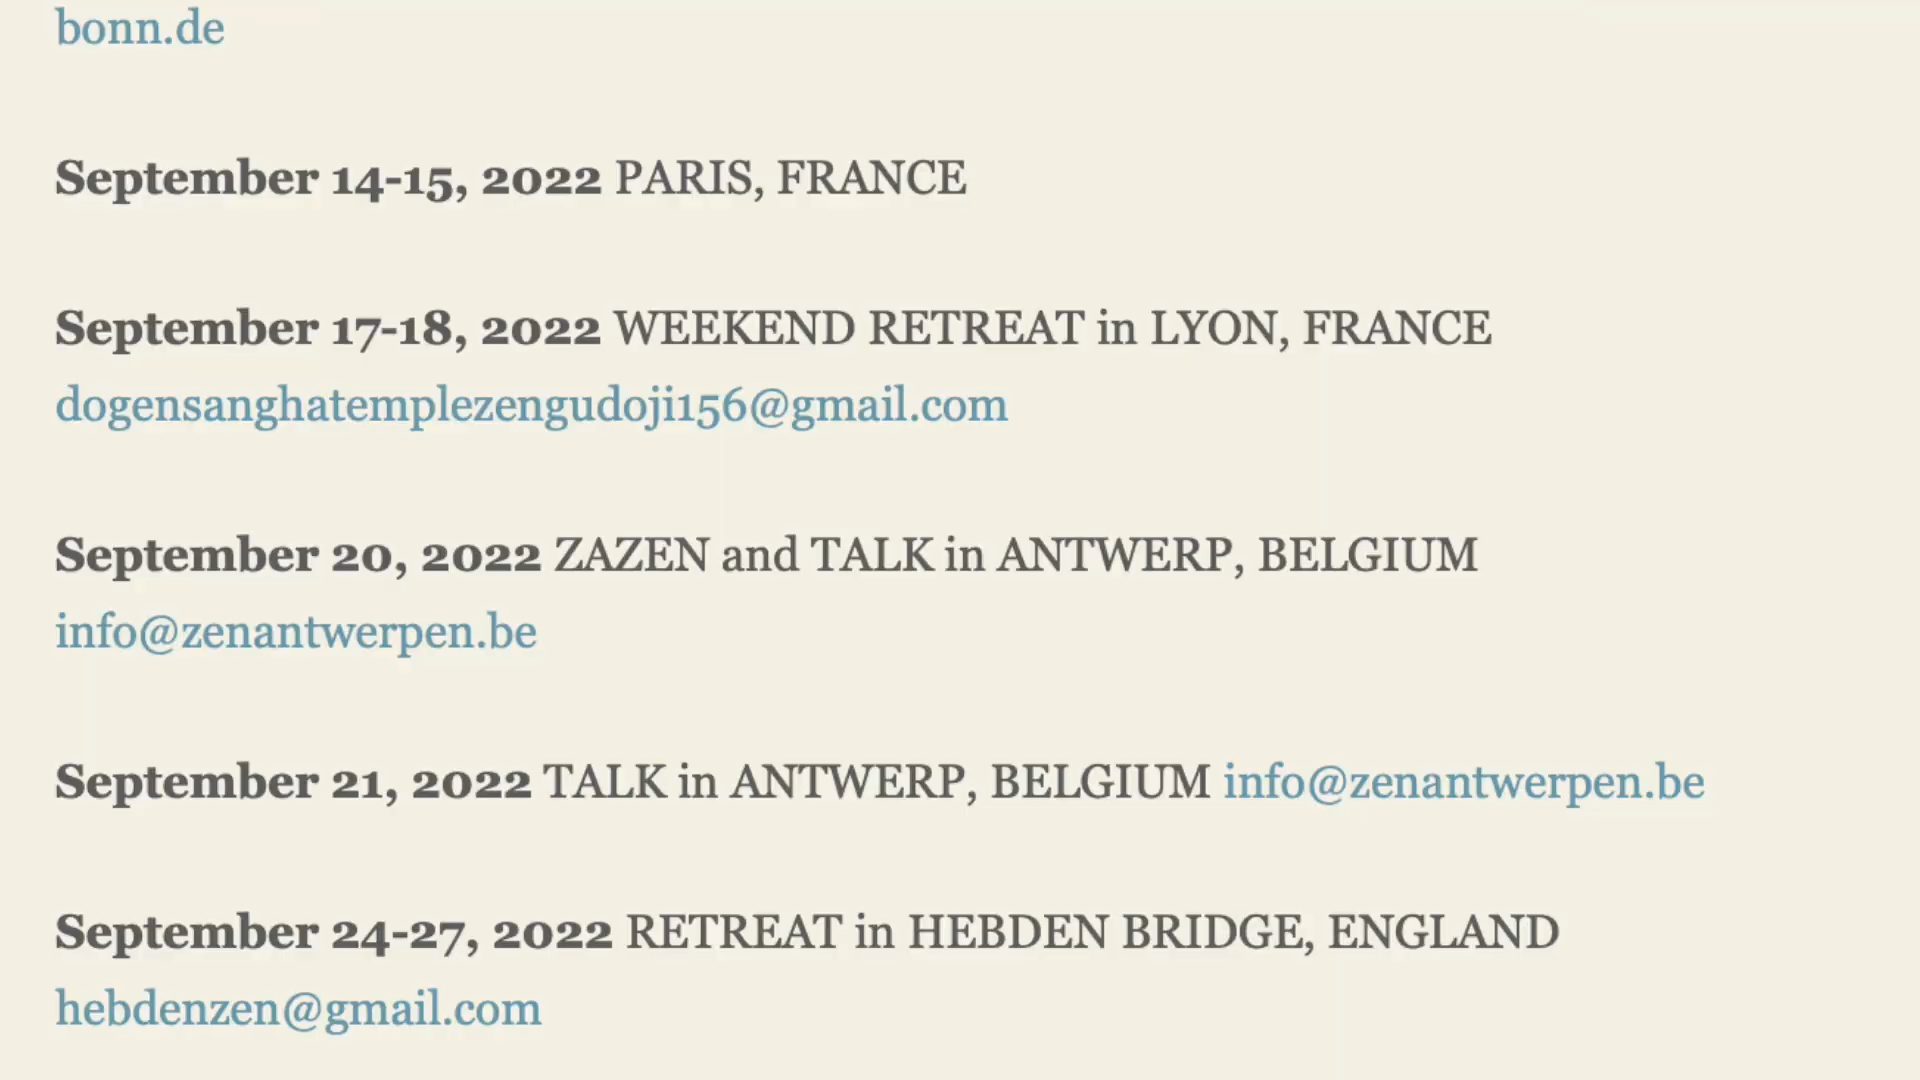 bonn.de
September 14-15, 2022 PARIS, FRANCE
September 17-18, 2022 WEEKEND RETREAT in LYON, FRANCE
dogensanghatemplezengudoji156@gmail.com
September 20, 2022 ZAZEN and TALK in ANTWERP, BELGIUM
info@zenantwerpen.be
September 21, 2022 TALK in ANTWERP, BELGIUM info@zenantwerpen.be
September 24-27, 2022 RETREAT in HEBDEN BRIDGE, ENGLAND
hebdenzen@gmail.com